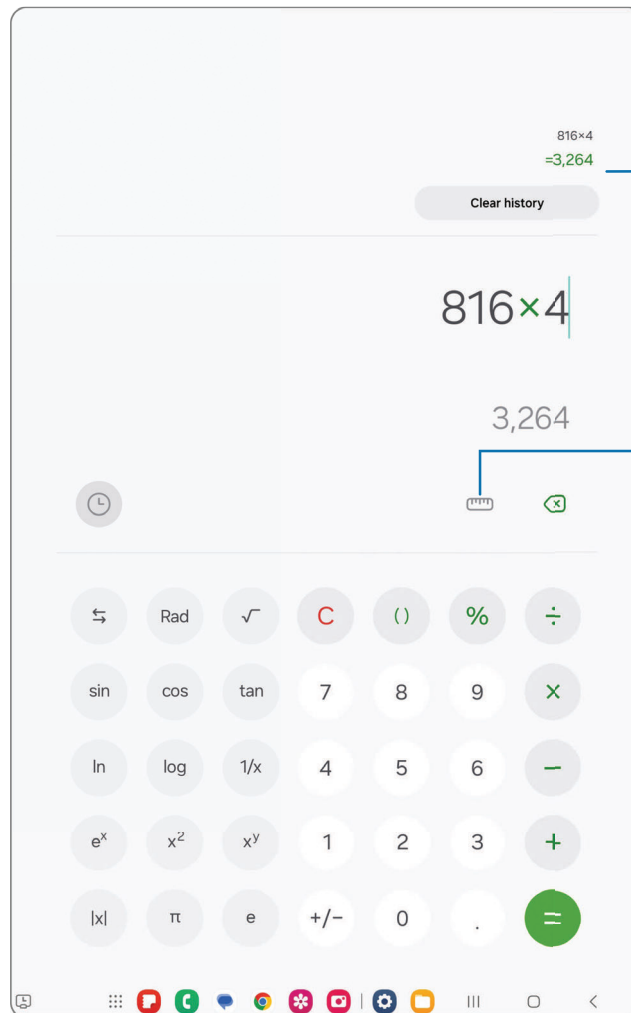 816×4
=3,264
Clear history
816×4
3,264
⇆ Rad √ C () % ÷
sin cos tan 7 8 9 ×
ln log 1/x 4 5 6 −
eˣ x² xʸ 1 2 3 +
|x| π e +/− 0 . =